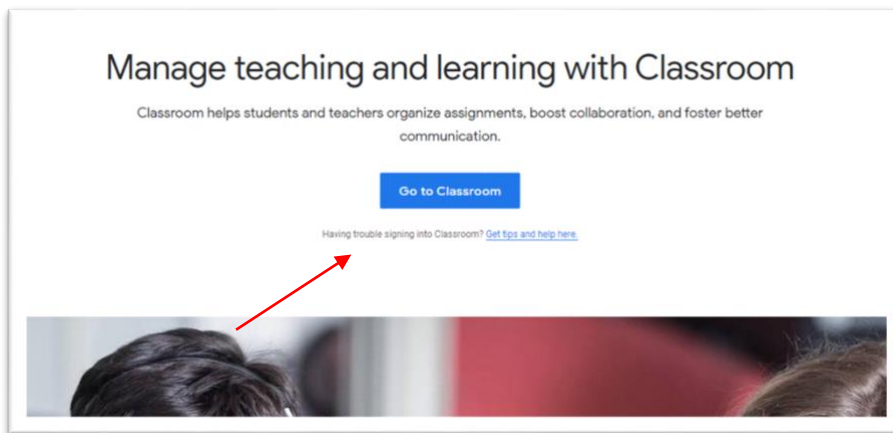 Manage teaching and learning with Classroom
Classroom helps students and teachers organize assignments, boost collaboration, and foster better
communication.
Go to Classroom
Having trouble signing into Classroom? Get tips and help here.